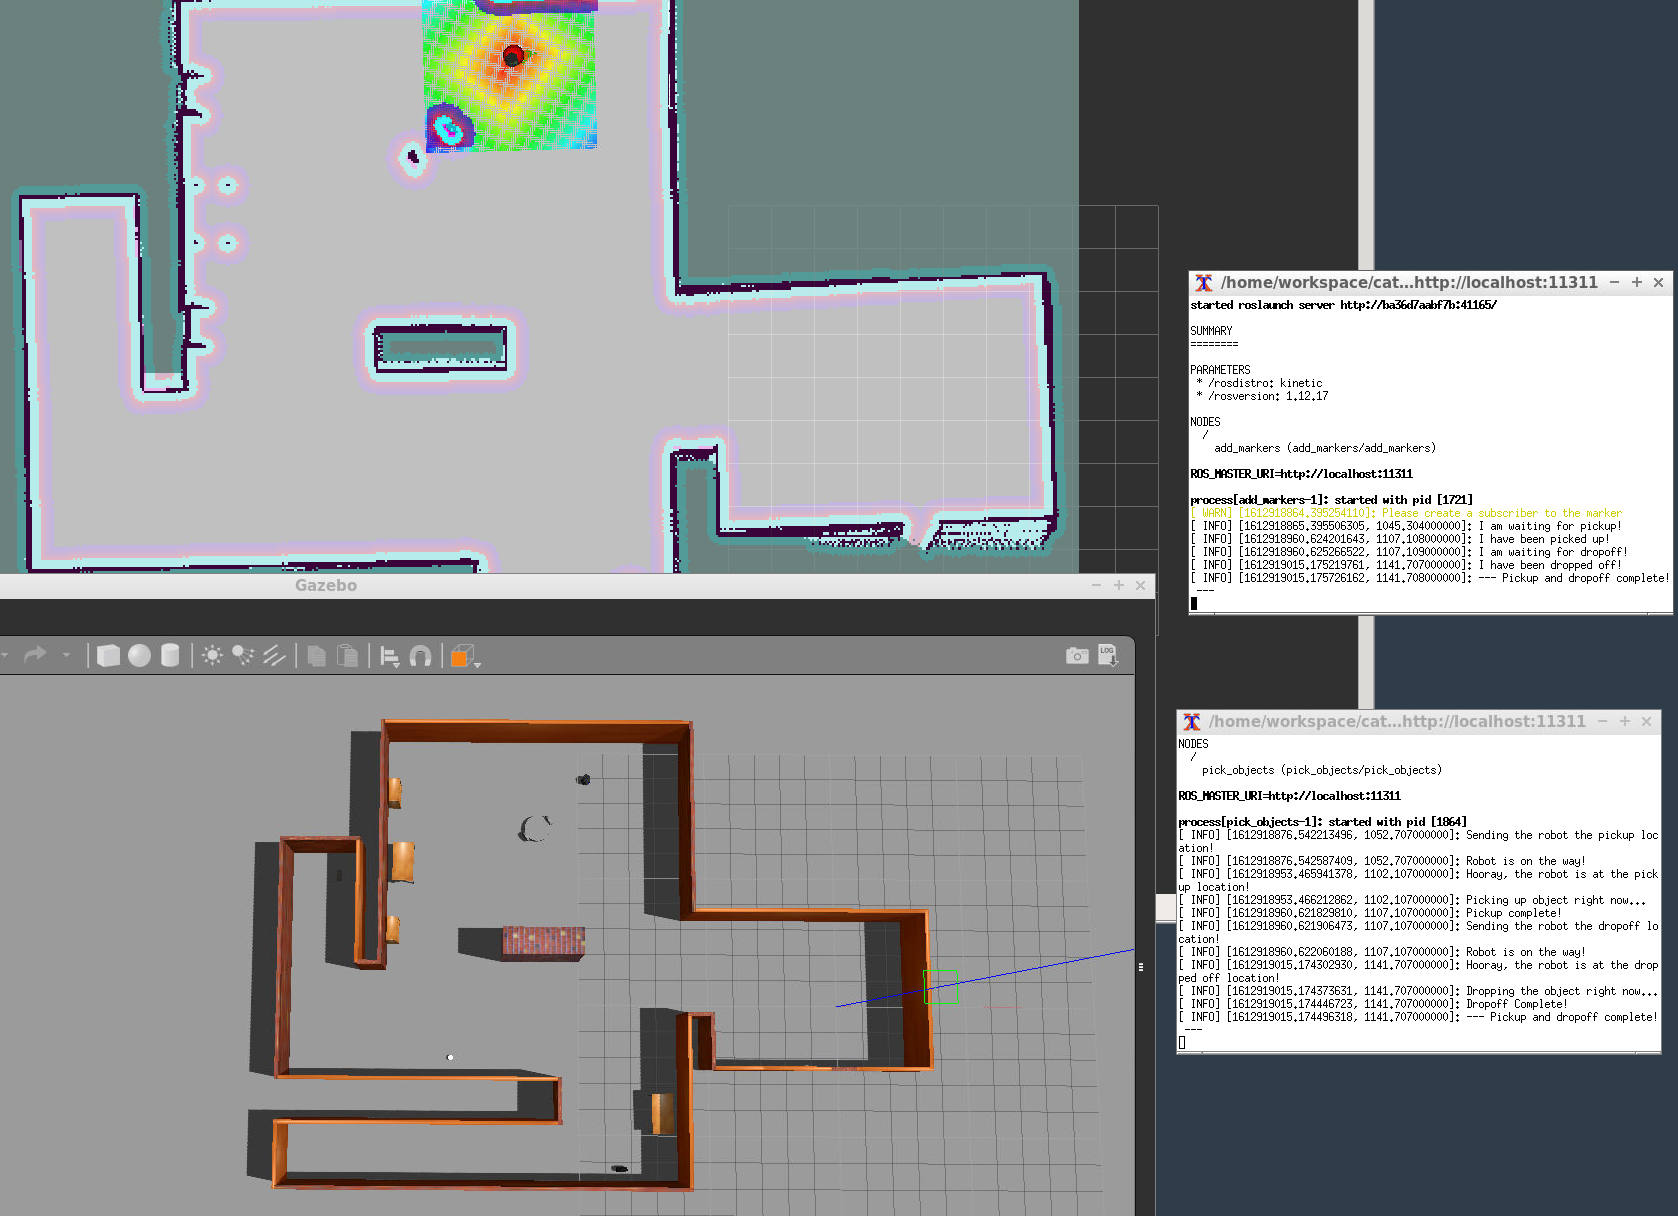 /home/workspace/cat...http://localhost:11311
started roslaunch server http://ba36d7aabf7b:41165/
SUMMARY
========
PARAMETERS
* /rosdistro: kinetic
* /rosversion: 1.12.17
NODES
/
add_markers (add_markers/add_markers)
ROS_MASTER_URI=http://localhost:11311
process[add_markers-1]: started with pid [1721]
[ WARN] [1612918864.395254110]: Please create a subscriber to the marker
[ INFO] [1612918865.395506305, 1045.304000000]: I am waiting for pickup!
[ INFO] [1612918960.624201643, 1107.108000000]: I have been picked up!
[ INFO] [1612918960.625266522, 1107.109000000]: I am waiting for dropoff!
[ INFO] [1612919015.175219761, 1141.707000000]: I have been dropped off!
[ INFO] [1612919015.175726162, 1141.708000000]: --- Pickup and dropoff complete!
---
Gazebo
LOG
/home/workspace/cat...http://localhost:11311
NODES
/
pick_objects (pick_objects/pick_objects)
ROS_MASTER_URI=http://localhost:11311
process[pick_objects-1]: started with pid [1864]
[ INFO] [1612918876.542213496, 1052.707000000]: Sending the robot the pickup loc
ation!
[ INFO] [1612918876.542587409, 1052.707000000]: Robot is on the way!
[ INFO] [1612918953.465941378, 1102.107000000]: Hooray, the robot is at the pick
up location!
[ INFO] [1612918953.466212862, 1102.107000000]: Picking up object right now...
[ INFO] [1612918960.621829810, 1107.107000000]: Pickup complete!
[ INFO] [1612918960.621906473, 1107.107000000]: Sending the robot the dropoff lo
cation!
[ INFO] [1612918960.622060188, 1107.107000000]: Robot is on the way!
[ INFO] [1612919015.174302930, 1141.707000000]: Hooray, the robot is at the drop
ped off location!
[ INFO] [1612919015.174373631, 1141.707000000]: Dropping the object right now...
[ INFO] [1612919015.174446723, 1141.707000000]: Dropoff Complete!
[ INFO] [1612919015.174496318, 1141.707000000]: --- Pickup and dropoff complete!
---